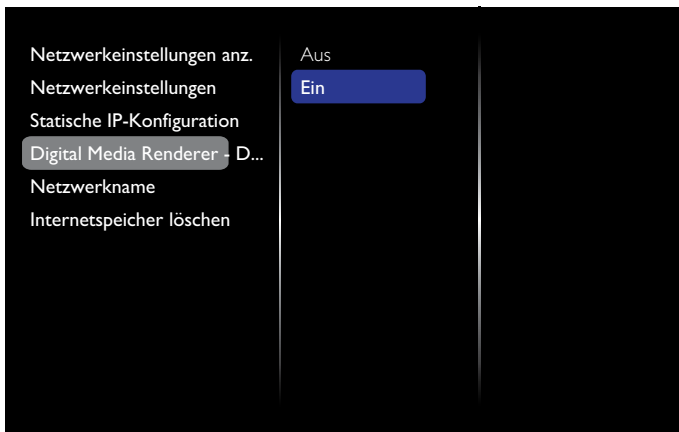 Netzwerkeinstellungen anz.
Netzwerkeinstellungen
Statische IP-Konfiguration
Digital Media Renderer - D...
Netzwerkname
Internetspeicher löschen
Aus
Ein